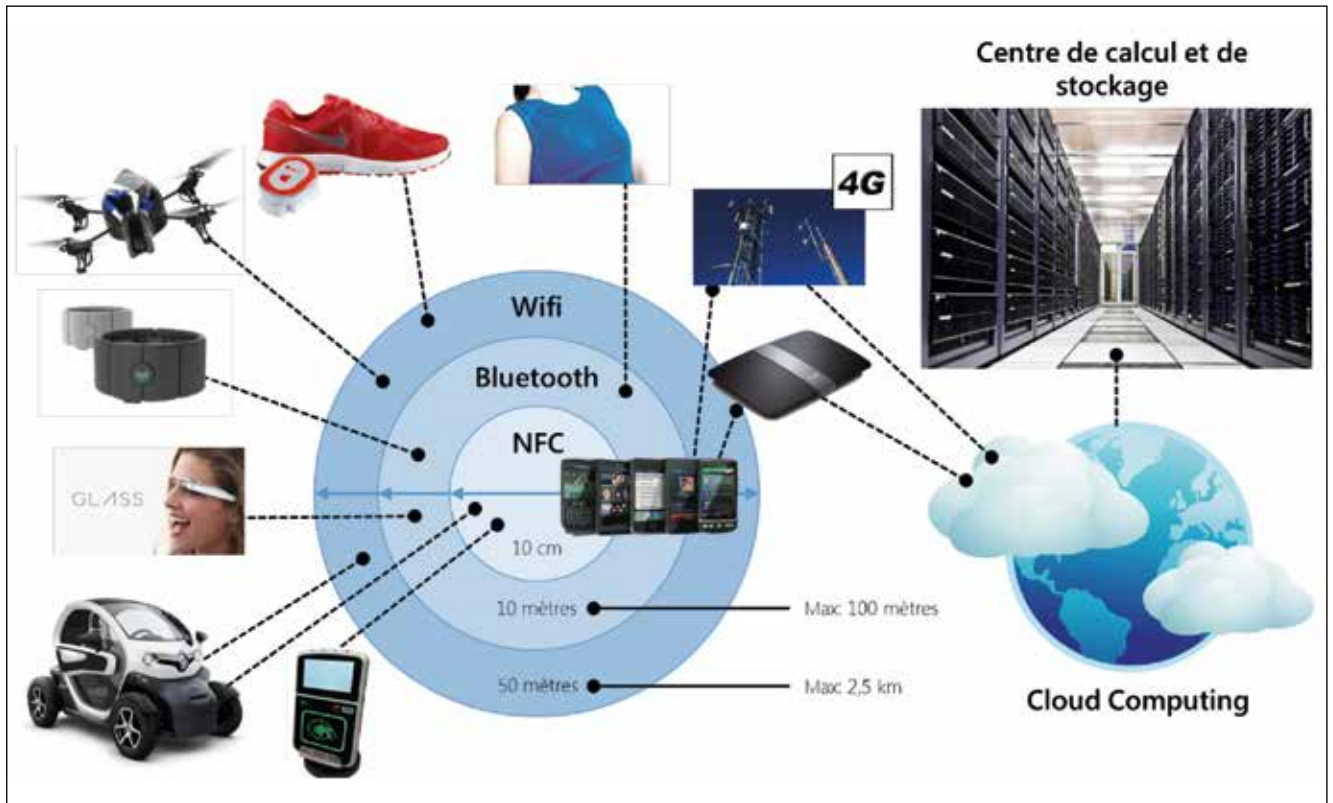 Centre de calcul et de
stockage
4G
Wifi
Bluetooth
NFC
GLASS
10 cm
10 mètres
Max: 100 mètres
50 mètres
Max: 2,5 km
Cloud Computing